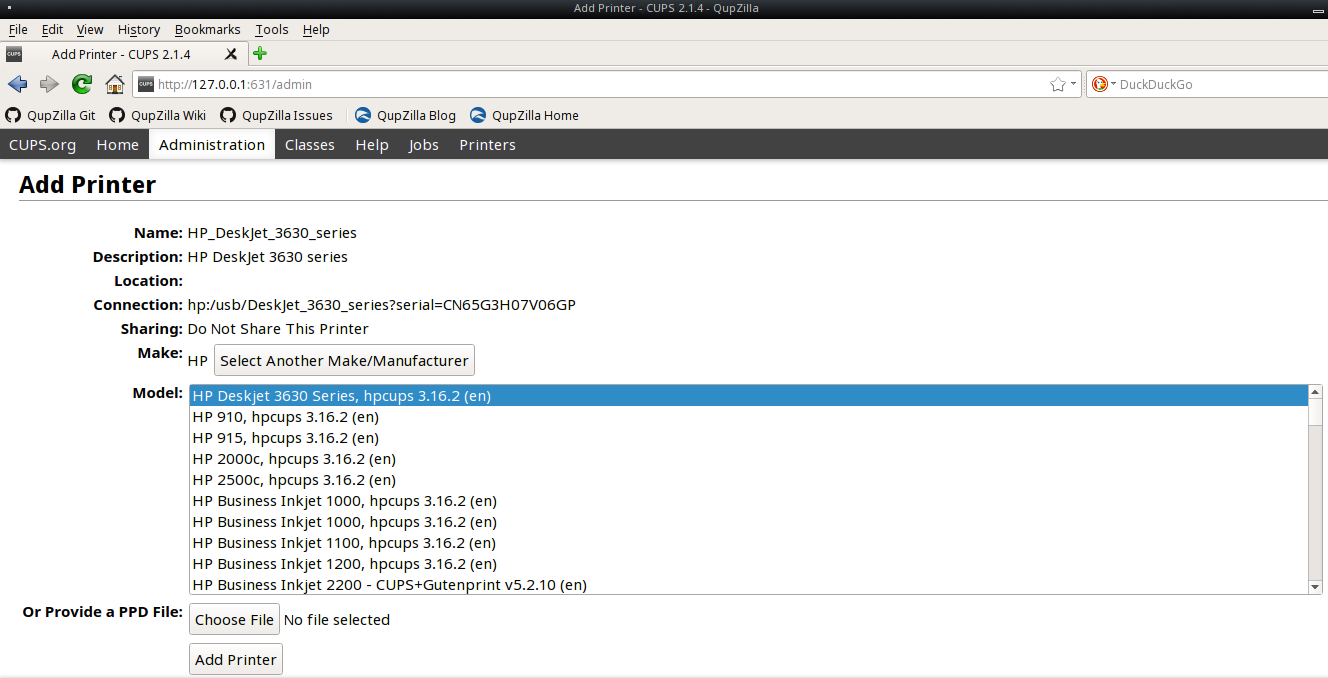 Add Printer - CUPS 2.1.4 - QupZilla
File Edit View History Bookmarks Tools Help
CUPS Add Printer - CUPS 2.1.4
CUPS http://127.0.0.1:631/admin DuckDuckGo
QupZilla Git QupZilla Wiki QupZilla Issues QupZilla Blog QupZilla Home
CUPS.org Home Administration Classes Help Jobs Printers
Add Printer
Name: HP_DeskJet_3630_series
Description: HP DeskJet 3630 series
Location:
Connection: hp:/usb/DeskJet_3630_series?serial=CN65G3H07V06GP
Sharing: Do Not Share This Printer
Make: HP Select Another Make/Manufacturer
Model: HP Deskjet 3630 Series, hpcups 3.16.2 (en)
HP 910, hpcups 3.16.2 (en)
HP 915, hpcups 3.16.2 (en)
HP 2000c, hpcups 3.16.2 (en)
HP 2500c, hpcups 3.16.2 (en)
HP Business Inkjet 1000, hpcups 3.16.2 (en)
HP Business Inkjet 1000, hpcups 3.16.2 (en)
HP Business Inkjet 1100, hpcups 3.16.2 (en)
HP Business Inkjet 1200, hpcups 3.16.2 (en)
HP Business Inkjet 2200 - CUPS+Gutenprint v5.2.10 (en)
Or Provide a PPD File: Choose File No file selected
Add Printer